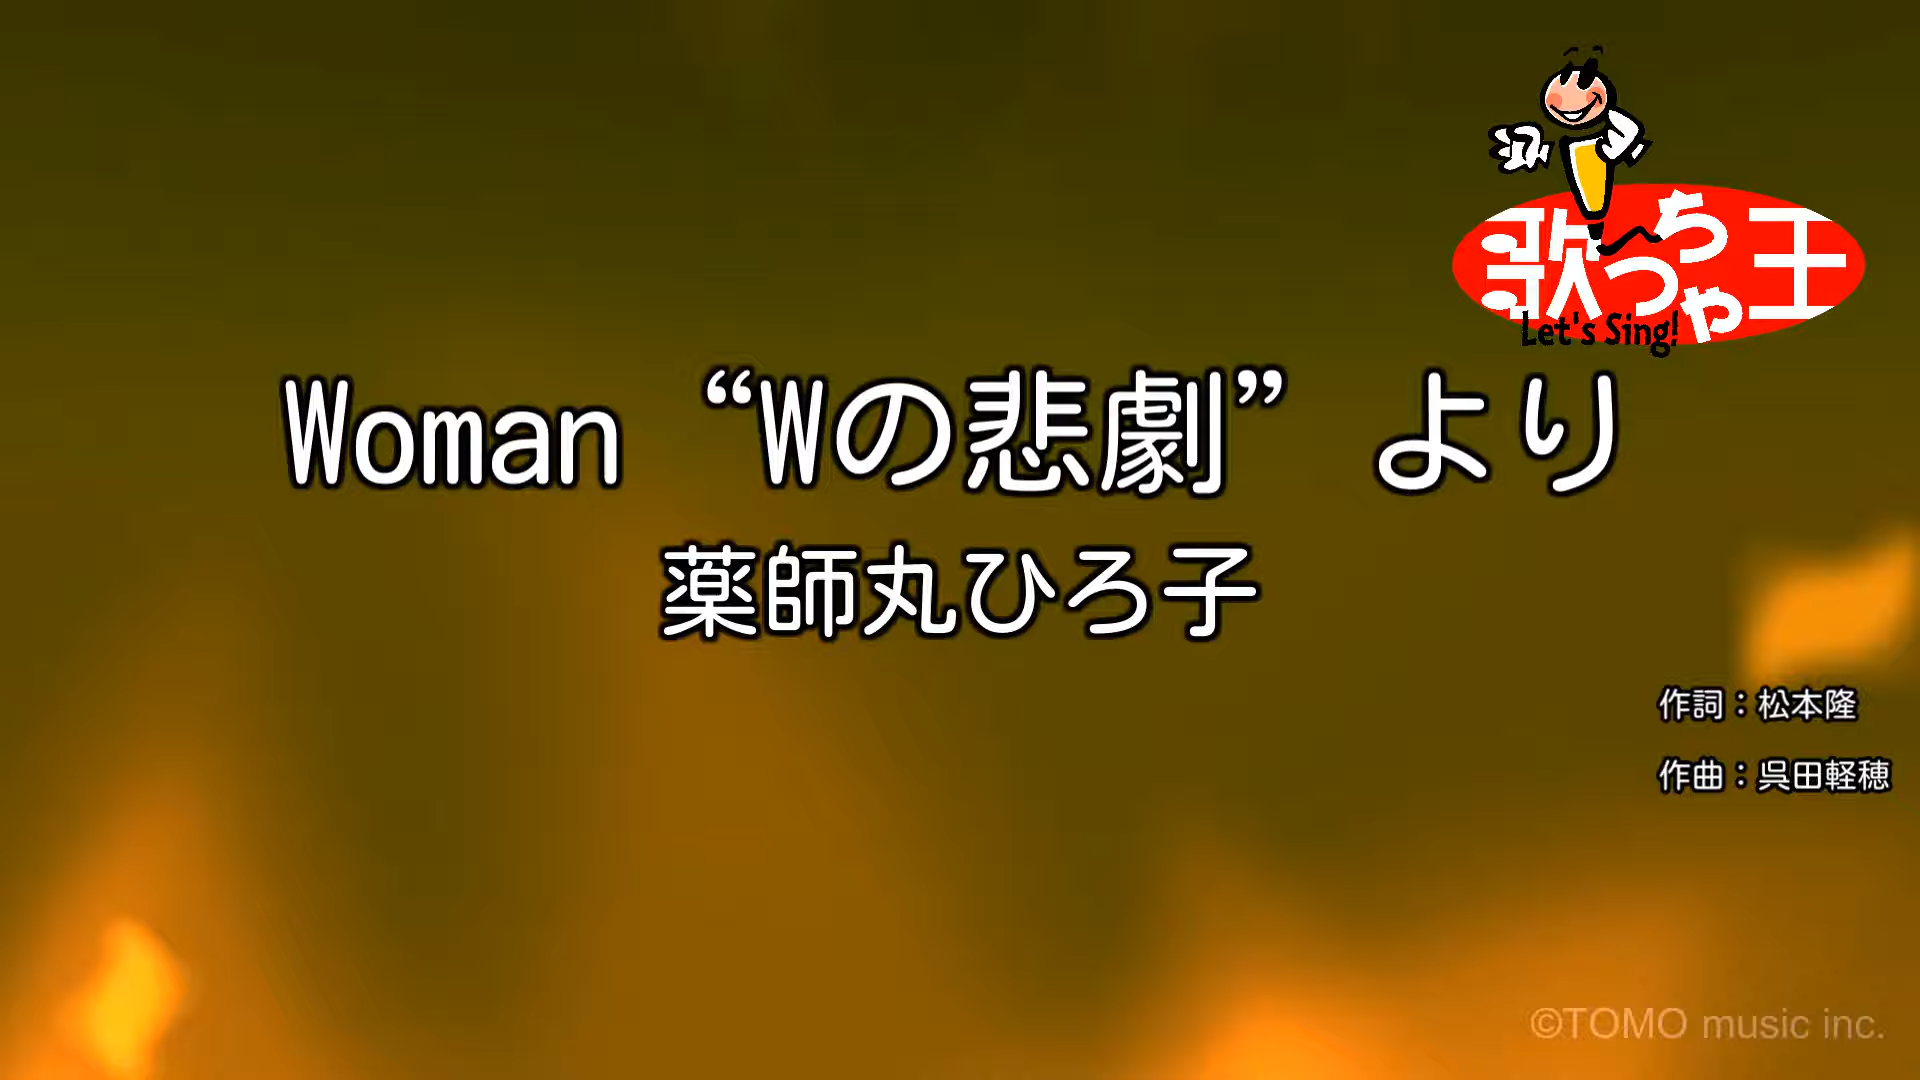 歌っちゃ王
Let's Sing!
Woman “Wの悲劇” より
薬師丸ひろ子
作詞：松本隆
作曲：呉田軽穂
©TOMO music inc.